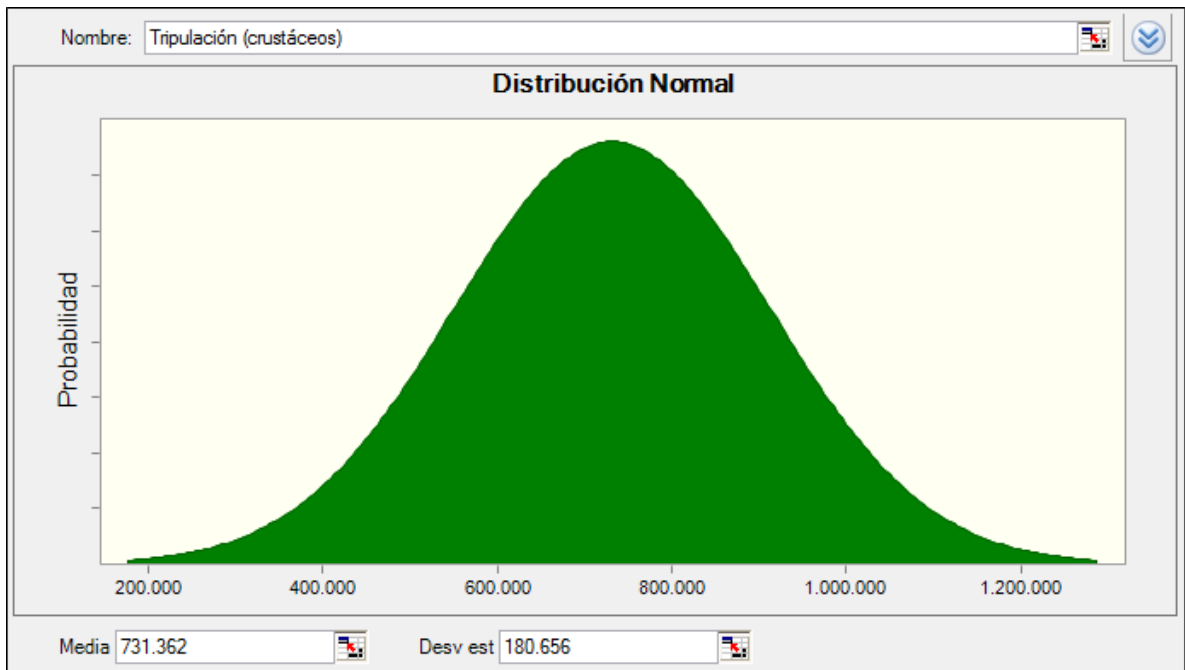 Nombre: Tripulación (crustáceos)
Distribución Normal
Probabilidad
200.000 400.000 600.000 800.000 1.000.000 1.200.000
Media 731.362 Desv est 180.656